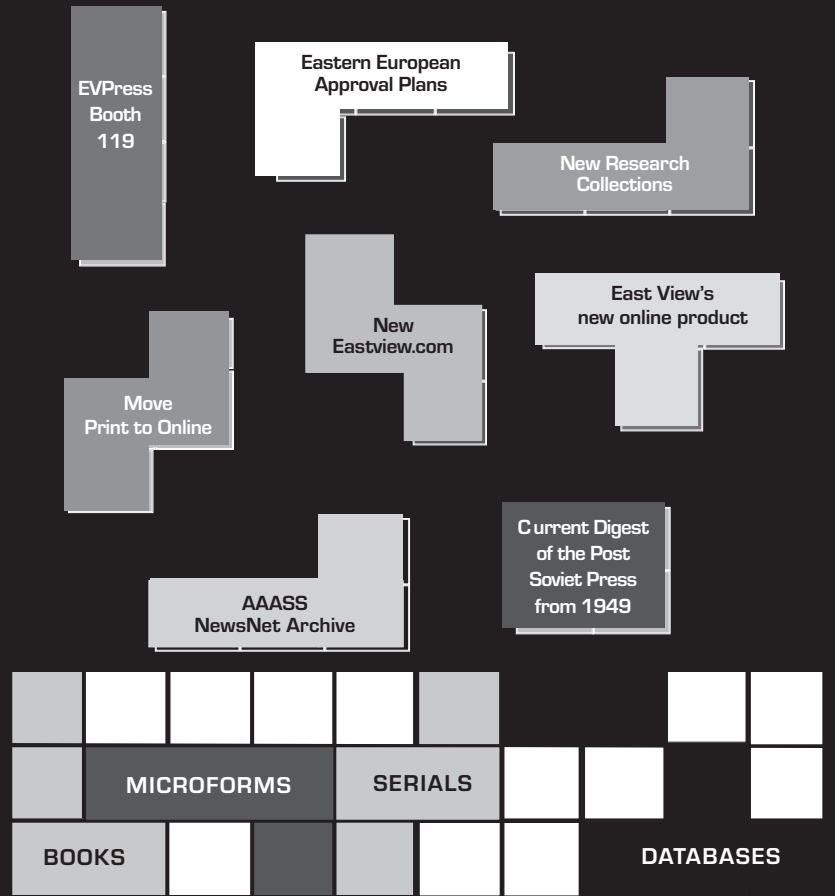 EVPress
Booth
119
Eastern European
Approval Plans
New Research
Collections
New
Eastview.com
East View's
new online product
Move
Print to Online
AAASS
NewsNet Archive
Current Digest
of the Post
Soviet Press
from 1949
MICROFORMS
SERIALS
BOOKS
DATABASES